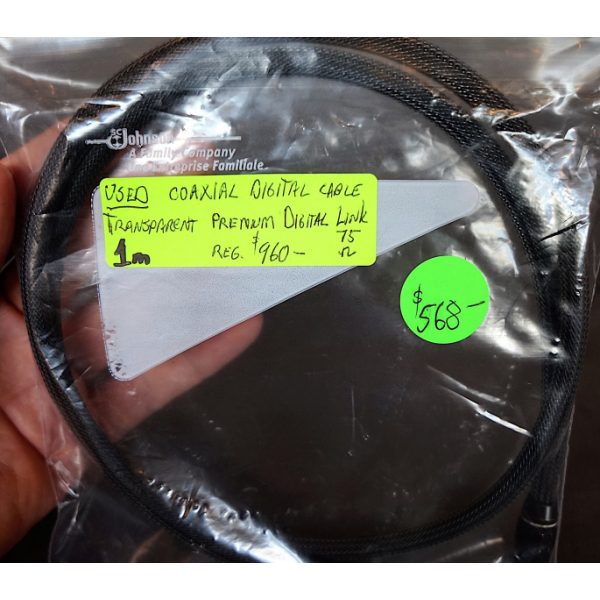 SC Johnson
A Family Company
Une Entreprise Familiale
USED COAXIAL DIGITAL CABLE
TRANSPARENT PREMIUM DIGITAL LINK
1m REG. $960– 75 Ω
$568–